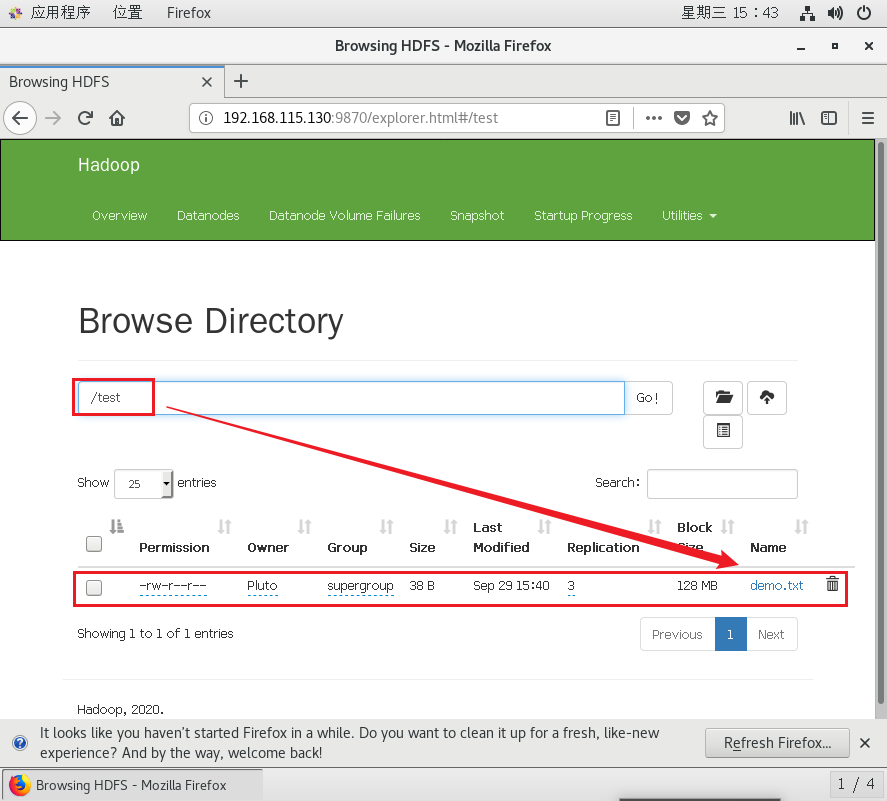 应用程序 位置 Firefox 星期三 15：43
Browsing HDFS - Mozilla Firefox
Browsing HDFS
192.168.115.130:9870/explorer.html#/test
Hadoop
Overview Datanodes Datanode Volume Failures Snapshot Startup Progress Utilities
Browse Directory
/test Go!
Show 25 entries Search:
Permission Owner Group Size Last Modified Replication Block Size Name
-rw-r--r-- Pluto supergroup 38 B Sep 29 15:40 3 128 MB demo.txt
Showing 1 to 1 of 1 entries Previous 1 Next
Hadoop, 2020.
It looks like you haven't started Firefox in a while. Do you want to clean it up for a fresh, like-new
experience? And by the way, welcome back!
Refresh Firefox...
Browsing HDFS - Mozilla Firefox 1 / 4